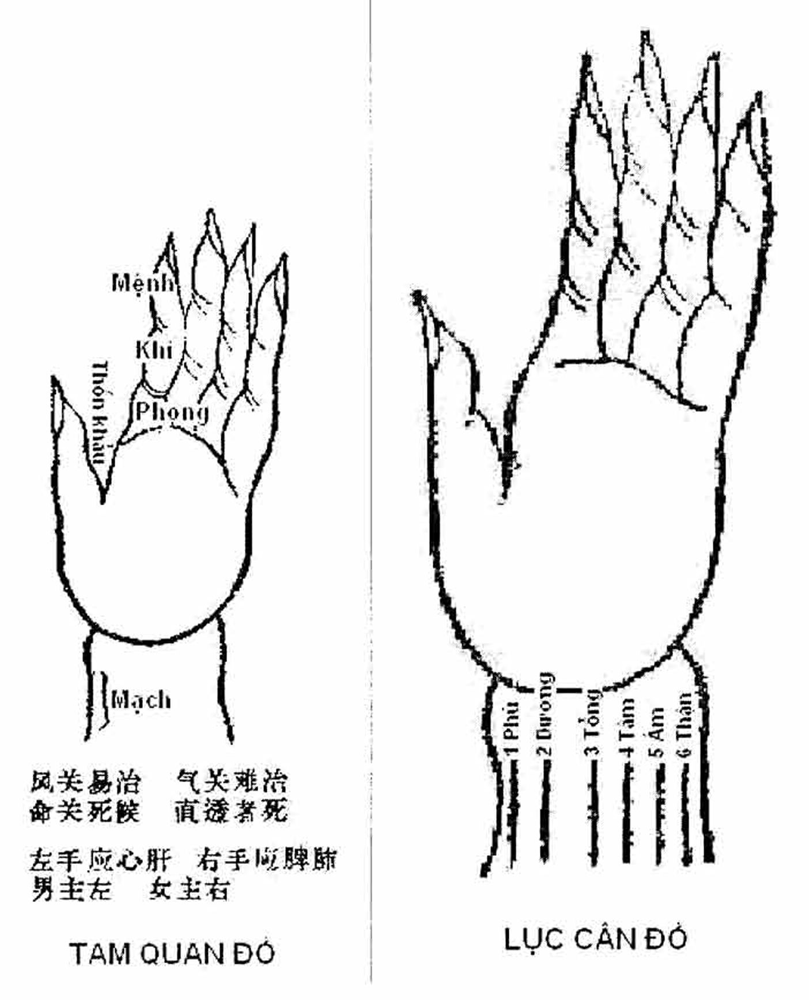 Mệnh
Khí
Thốn khẩu
Phong
Mạch
风关易治 气关难治
命关死候 直透者死
左手应心肝 右手应脾肺
男主左 女主右
TAM QUAN ĐỒ
1 Phù
2 Dương
3 Tổng
4 Tâm
5 Âm
6 Thận
LỤC CÂN ĐỒ